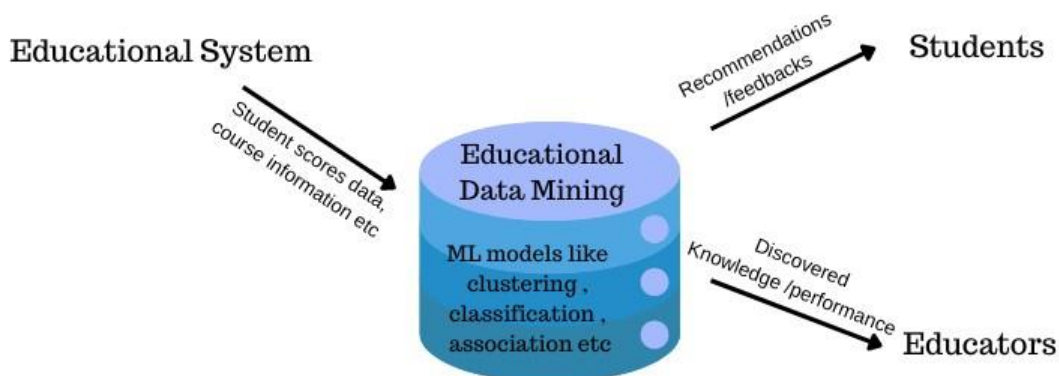 Educational System
Student scores data,
course information etc
Educational
Data Mining
ML models like
clustering ,
classification ,
association etc
Recommendations
/feedbacks
Students
Discovered
Knowledge /performance
Educators